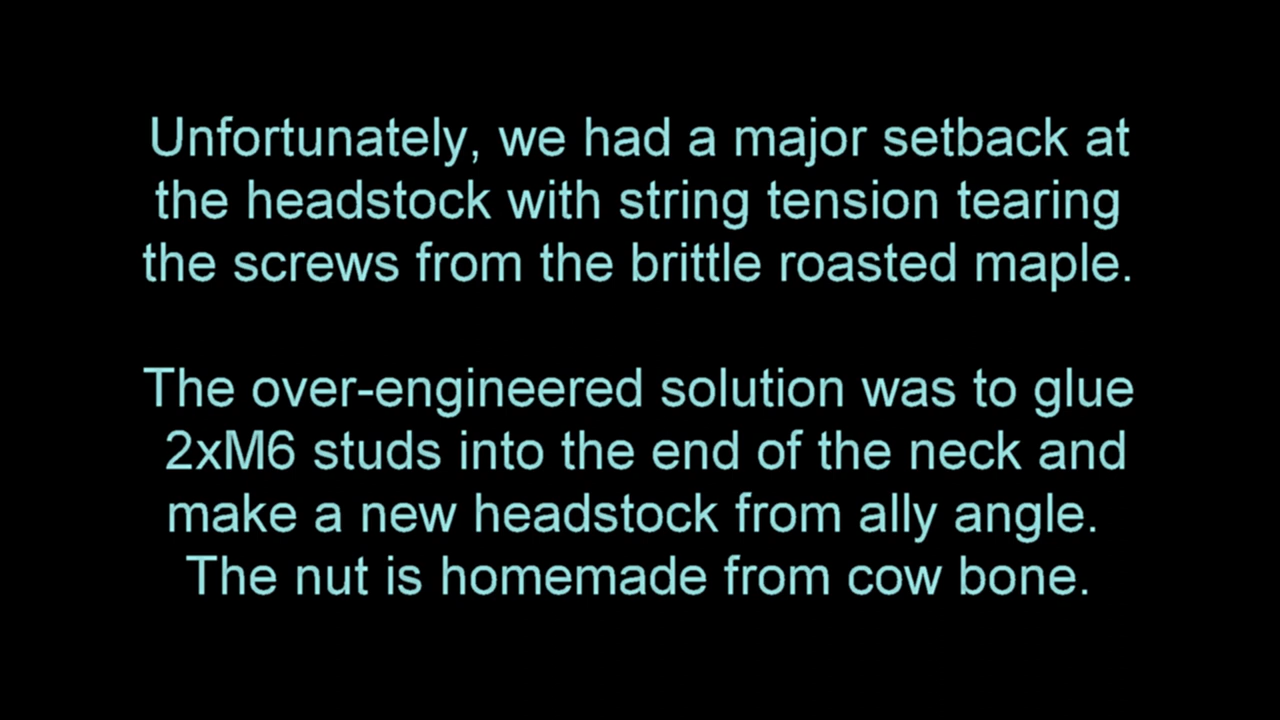 Unfortunately, we had a major setback at
the headstock with string tension tearing
the screws from the brittle roasted maple.
The over-engineered solution was to glue
2xM6 studs into the end of the neck and
make a new headstock from ally angle.
The nut is homemade from cow bone.